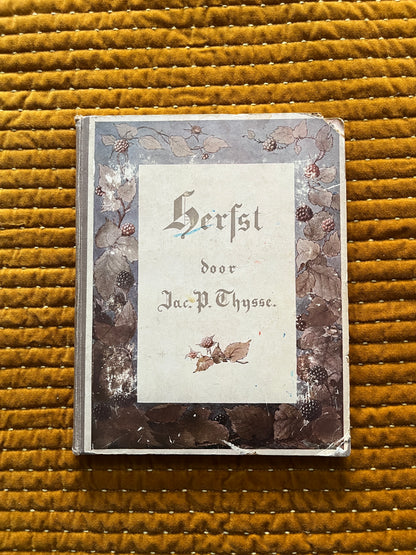 Herfst
door
Jac. P. Thysse.